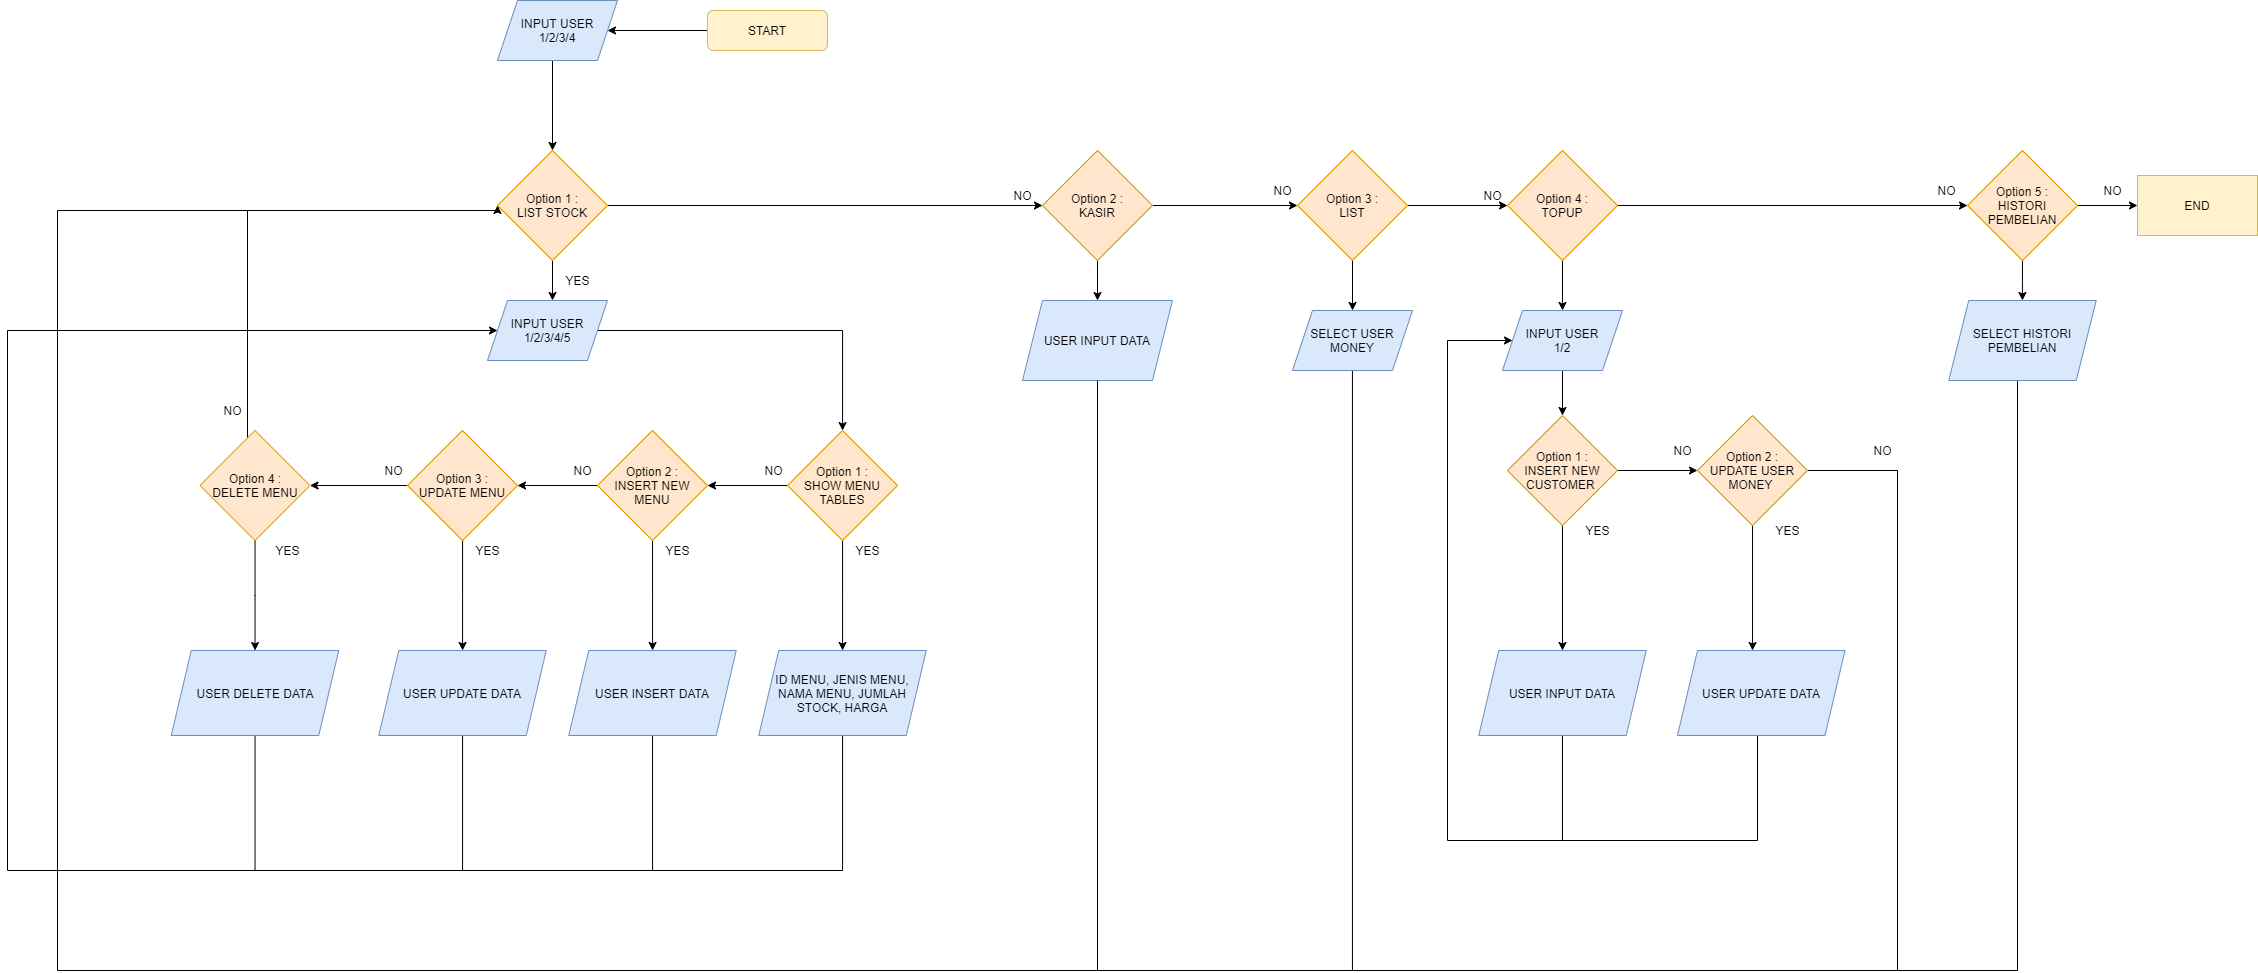 INPUT USER
1/2/3/4
START
Option 1 :
LIST STOCK
NO
Option 2 :
KASIR
NO
Option 3 :
LIST
NO
Option 4 :
TOPUP
NO
Option 5 :
HISTORI
PEMBELIAN
NO
END
YES
INPUT USER
1/2/3/4/5
USER INPUT DATA
SELECT USER
MONEY
INPUT USER
1/2
SELECT HISTORI
PEMBELIAN
NO
Option 4 :
DELETE MENU
NO
Option 3 :
UPDATE MENU
NO
Option 2 :
INSERT NEW
MENU
NO
Option 1 :
SHOW MENU
TABLES
Option 1 :
INSERT NEW
CUSTOMER
NO
Option 2 :
UPDATE USER
MONEY
NO
YES
YES
YES
YES
YES
YES
USER DELETE DATA
USER UPDATE DATA
USER INSERT DATA
ID MENU, JENIS MENU,
NAMA MENU, JUMLAH
STOCK, HARGA
USER INPUT DATA
USER UPDATE DATA